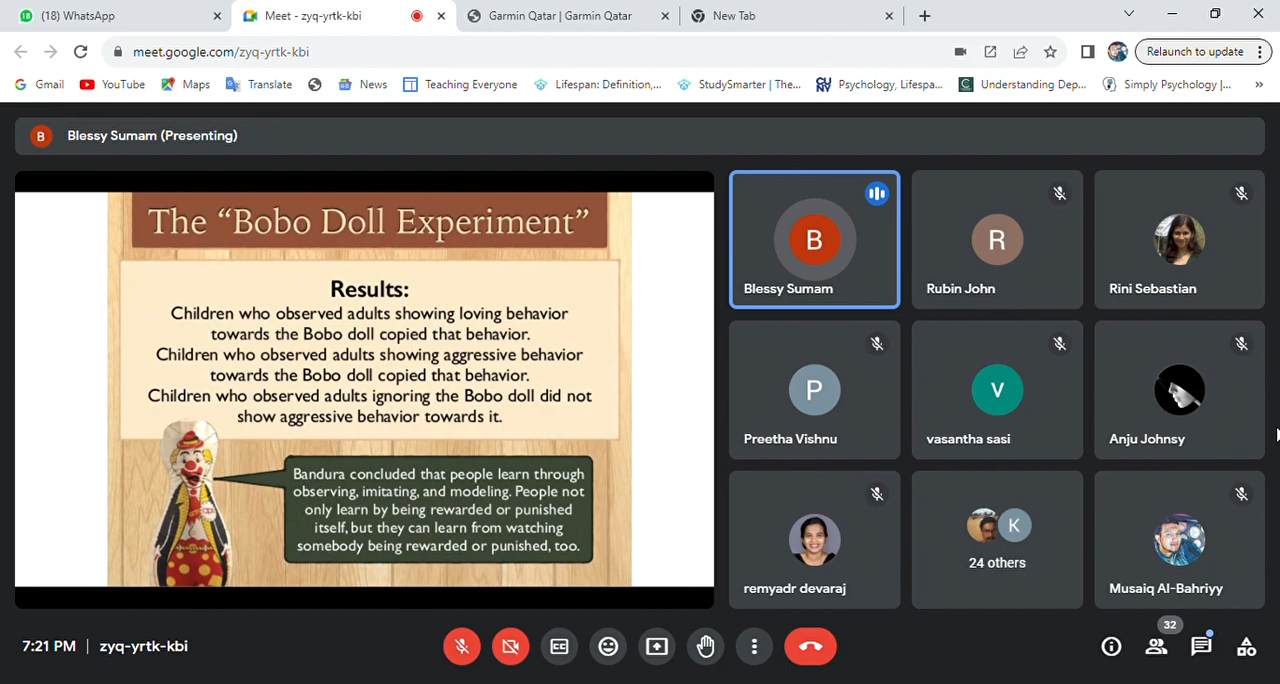 (18) WhatsApp
Meet - zyq-yrtk-kbi
Garmin Qatar | Garmin Qatar
New Tab
meet.google.com/zyq-yrtk-kbi
Relaunch to update
Gmail
YouTube
Maps
Translate
News
Teaching Everyone
Lifespan: Definition,...
StudySmarter | The...
Psychology, Lifespa...
Understanding Dep...
Simply Psychology |...
»
B
Blessy Sumam (Presenting)
The “Bobo Doll Experiment”
Results:
Children who observed adults showing loving behavior
towards the Bobo doll copied that behavior.
Children who observed adults showing aggressive behavior
towards the Bobo doll copied that behavior.
Children who observed adults ignoring the Bobo doll did not
show aggressive behavior towards it.
Bandura concluded that people learn through
observing, imitating, and modeling. People not
only learn by being rewarded or punished
itself, but they can learn from watching
somebody being rewarded or punished, too.
B
Blessy Sumam
R
Rubin John
Rini Sebastian
P
Preetha Vishnu
V
vasantha sasi
Anju Johnsy
remyadr devaraj
K
24 others
Musaiq Al-Bahriyy
7:21 PM | zyq-yrtk-kbi
CC
32